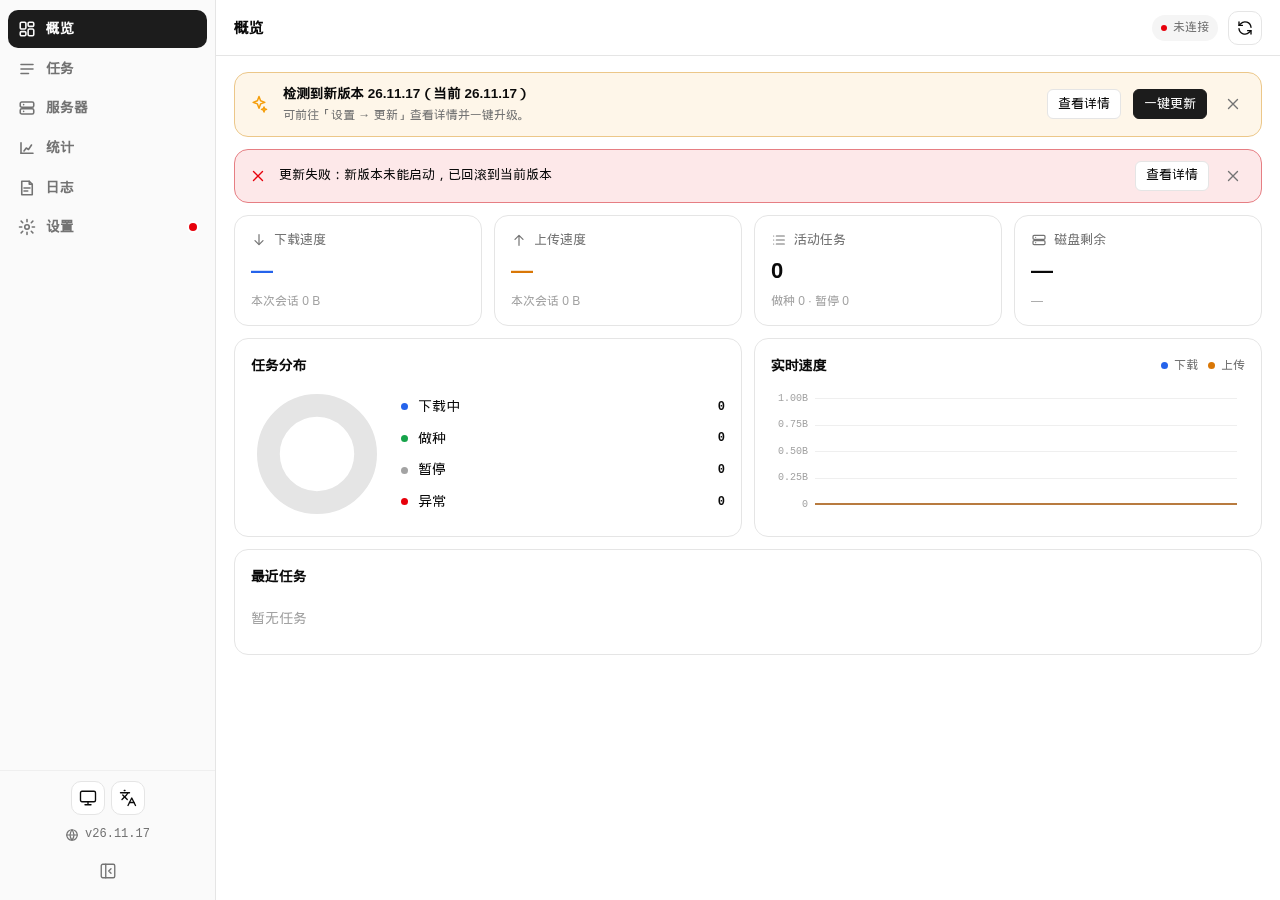 概览
任务
服务器
统计
日志
设置
v26.11.17
概览
未连接
检测到新版本 26.11.17（当前 26.11.17）
可前往「设置 → 更新」查看详情并一键升级。
查看详情
一键更新
更新失败：新版本未能启动，已回滚到当前版本
查看详情
下载速度
—
本次会话 0 B
上传速度
—
本次会话 0 B
活动任务
0
做种 0 · 暂停 0
磁盘剩余
—
—
任务分布
下载中 0
做种 0
暂停 0
异常 0
实时速度
下载 上传
1.00B
0.75B
0.50B
0.25B
0
最近任务
暂无任务